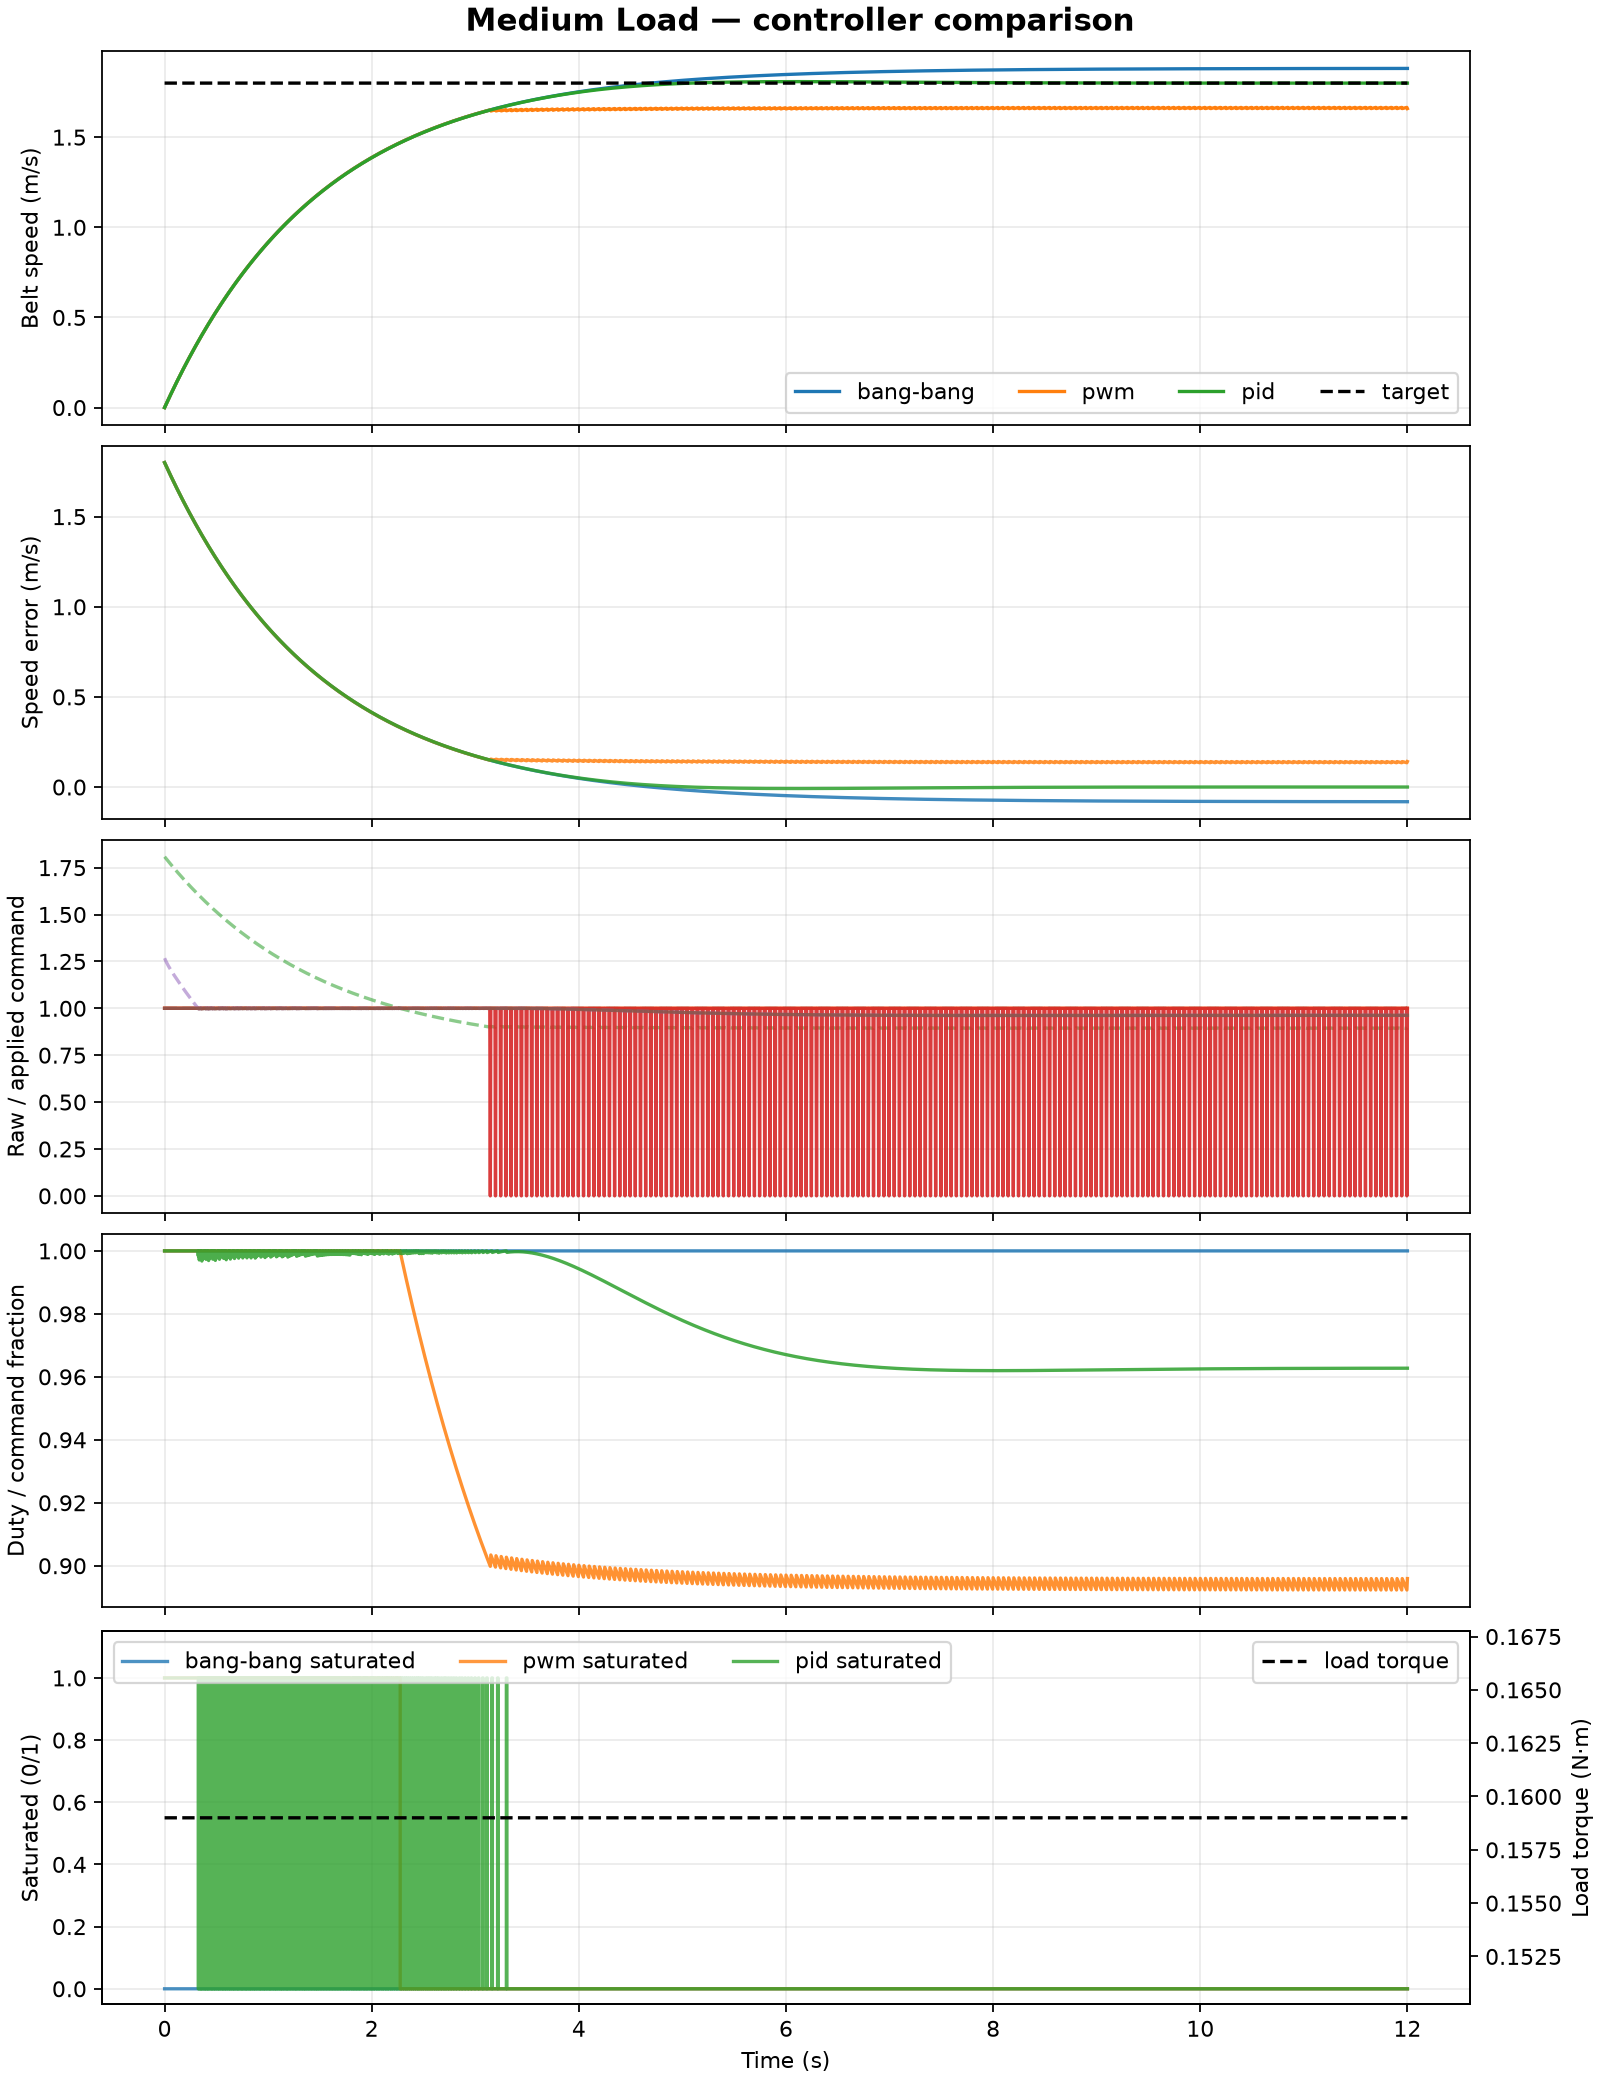 Medium Load — controller comparison
Belt speed (m/s)
1.5
1.0
0.5
0.0
bang-bang pwm pid target
Speed error (m/s)
1.5
1.0
0.5
0.0
Raw / applied command
1.75
1.50
1.25
1.00
0.75
0.50
0.25
0.00
Duty / command fraction
1.00
0.98
0.96
0.94
0.92
0.90
bang-bang saturated pwm saturated pid saturated
load torque
Saturated (0/1)
1.0
0.8
0.6
0.4
0.2
0.0
0.1675
0.1650
0.1625
0.1600
0.1575
0.1550
0.1525
Load torque (N·m)
0 2 4 6 8 10 12
Time (s)